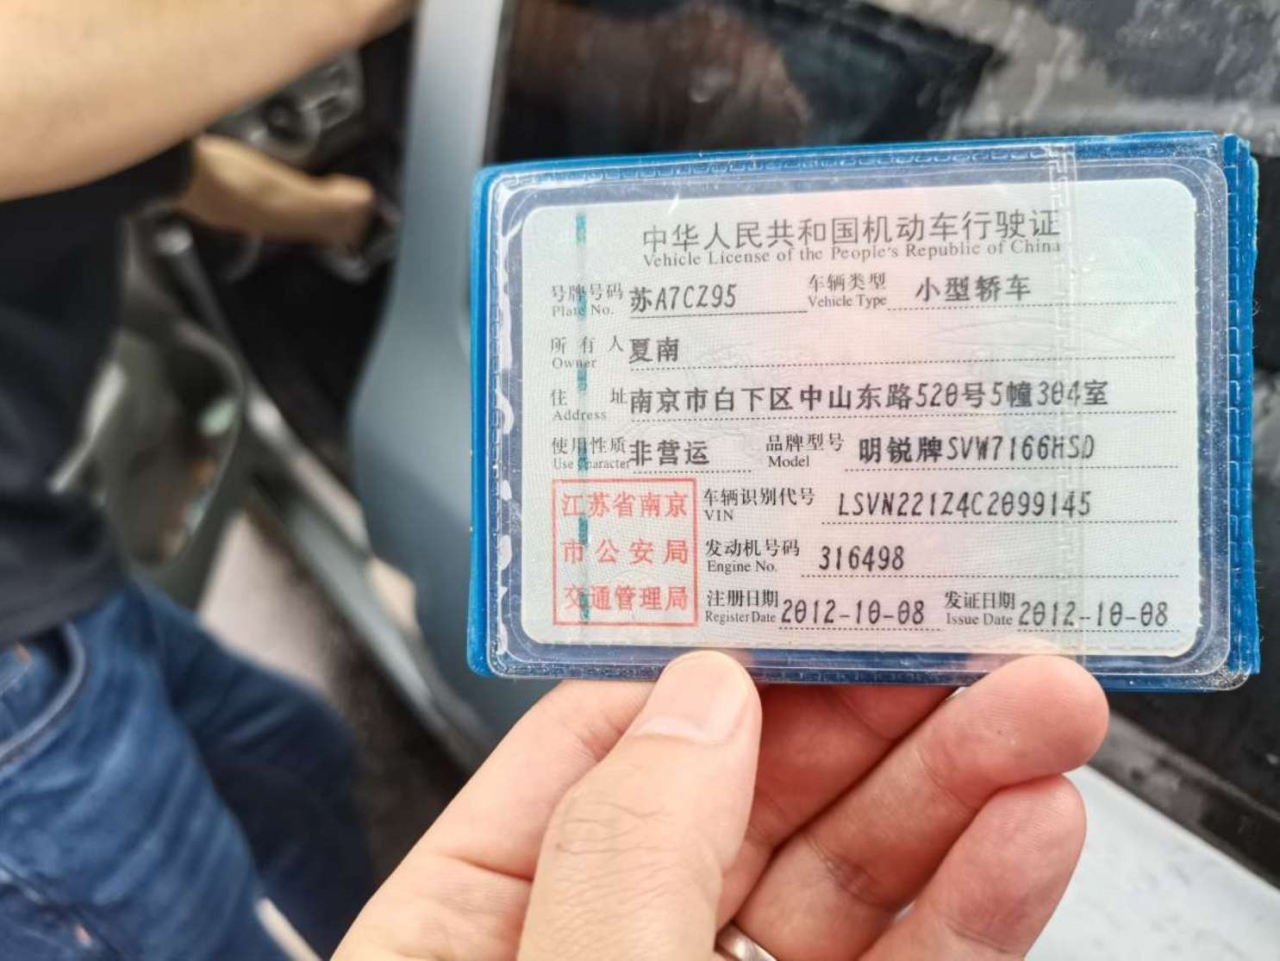 中华人民共和国机动车行驶证
Vehicle License of the People's Republic of China
号牌号码 苏A7CZ95 车辆类型 小型轿车
Plate No. Vehicle Type
所有人 夏南
Owner
住址 南京市白下区中山东路520号5幢304室
Address
使用性质 非营运 品牌型号 明锐牌SVW7166HSD
Use Character Model
江苏省南京
市公安局
交通管理局
车辆识别代号 LSVN221Z4C2099145
VIN
发动机号码 316498
Engine No.
注册日期 2012-10-08 发证日期 2012-10-08
Register Date Issue Date